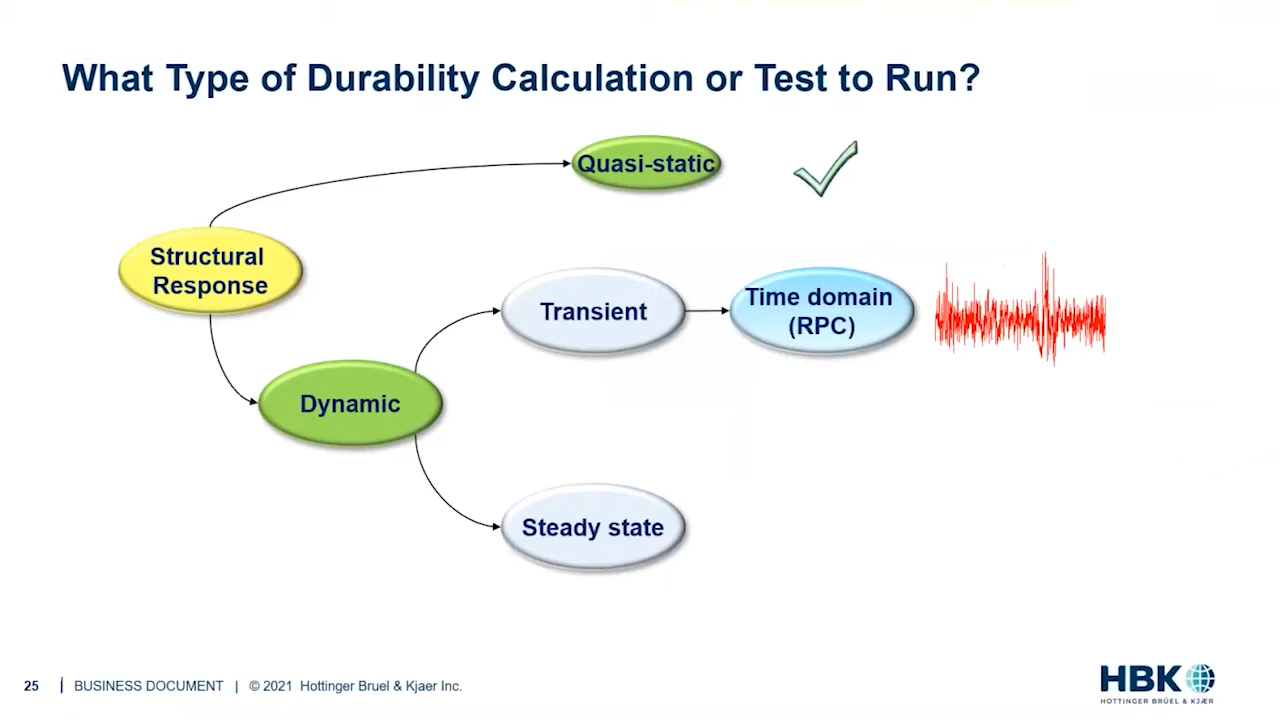 What Type of Durability Calculation or Test to Run?
Quasi-static
Structural
Response
Transient
Time domain
(RPC)
Dynamic
Steady state
25 | BUSINESS DOCUMENT | © 2021 Hottinger Bruel & Kjaer Inc.
HBK
HOTTINGER BRÜEL & KJÆR